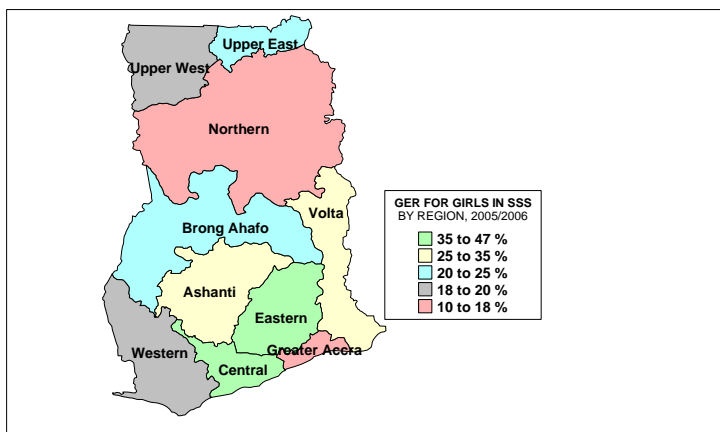 Upper East
Upper West
Northern
Volta
Brong Ahafo
Ashanti
Eastern
Western
Greater Accra
Central
GER FOR GIRLS IN SSS
BY REGION, 2005/2006
35 to 47 %
25 to 35 %
20 to 25 %
18 to 20 %
10 to 18 %